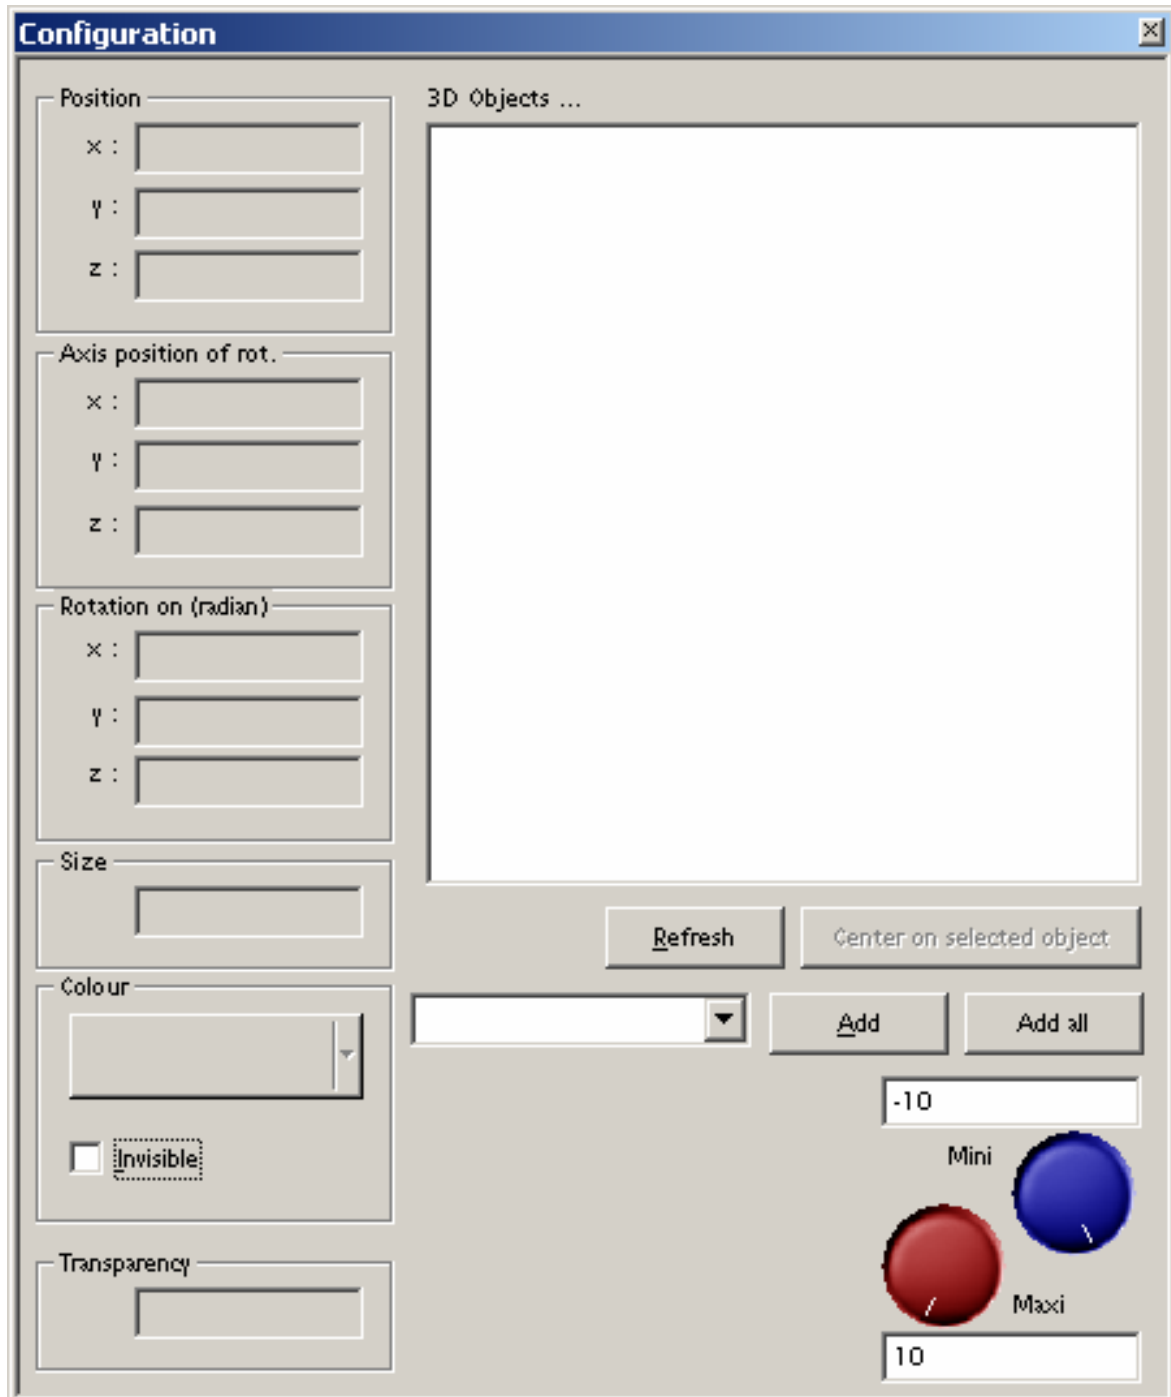 Configuration
Position
x :
y :
z :
Axis position of rot.
x :
y :
z :
Rotation on (radian)
x :
y :
z :
Size
Colour
Invisible
Transparency
3D Objects ...
Refresh
Center on selected object
Add
Add all
-10
Mini
Maxi
10